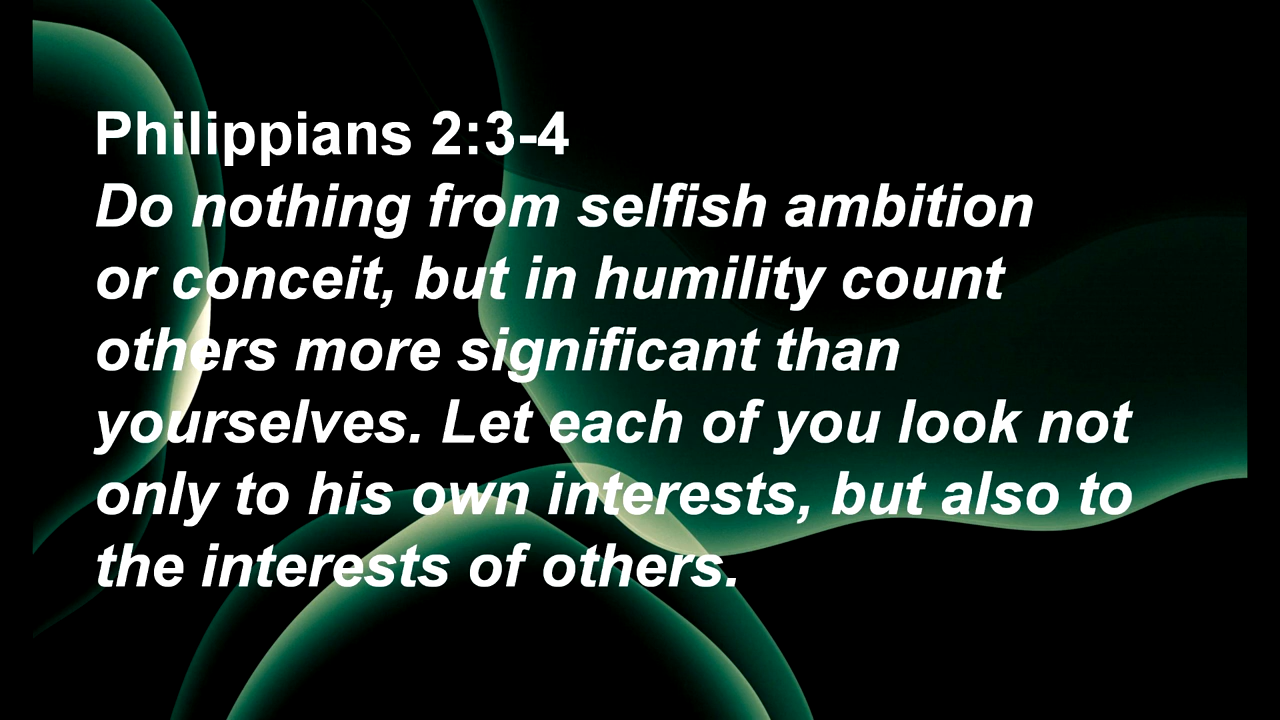 Philippians 2:3-4
Do nothing from selfish ambition
or conceit, but in humility count
others more significant than
yourselves. Let each of you look not
only to his own interests, but also to
the interests of others.